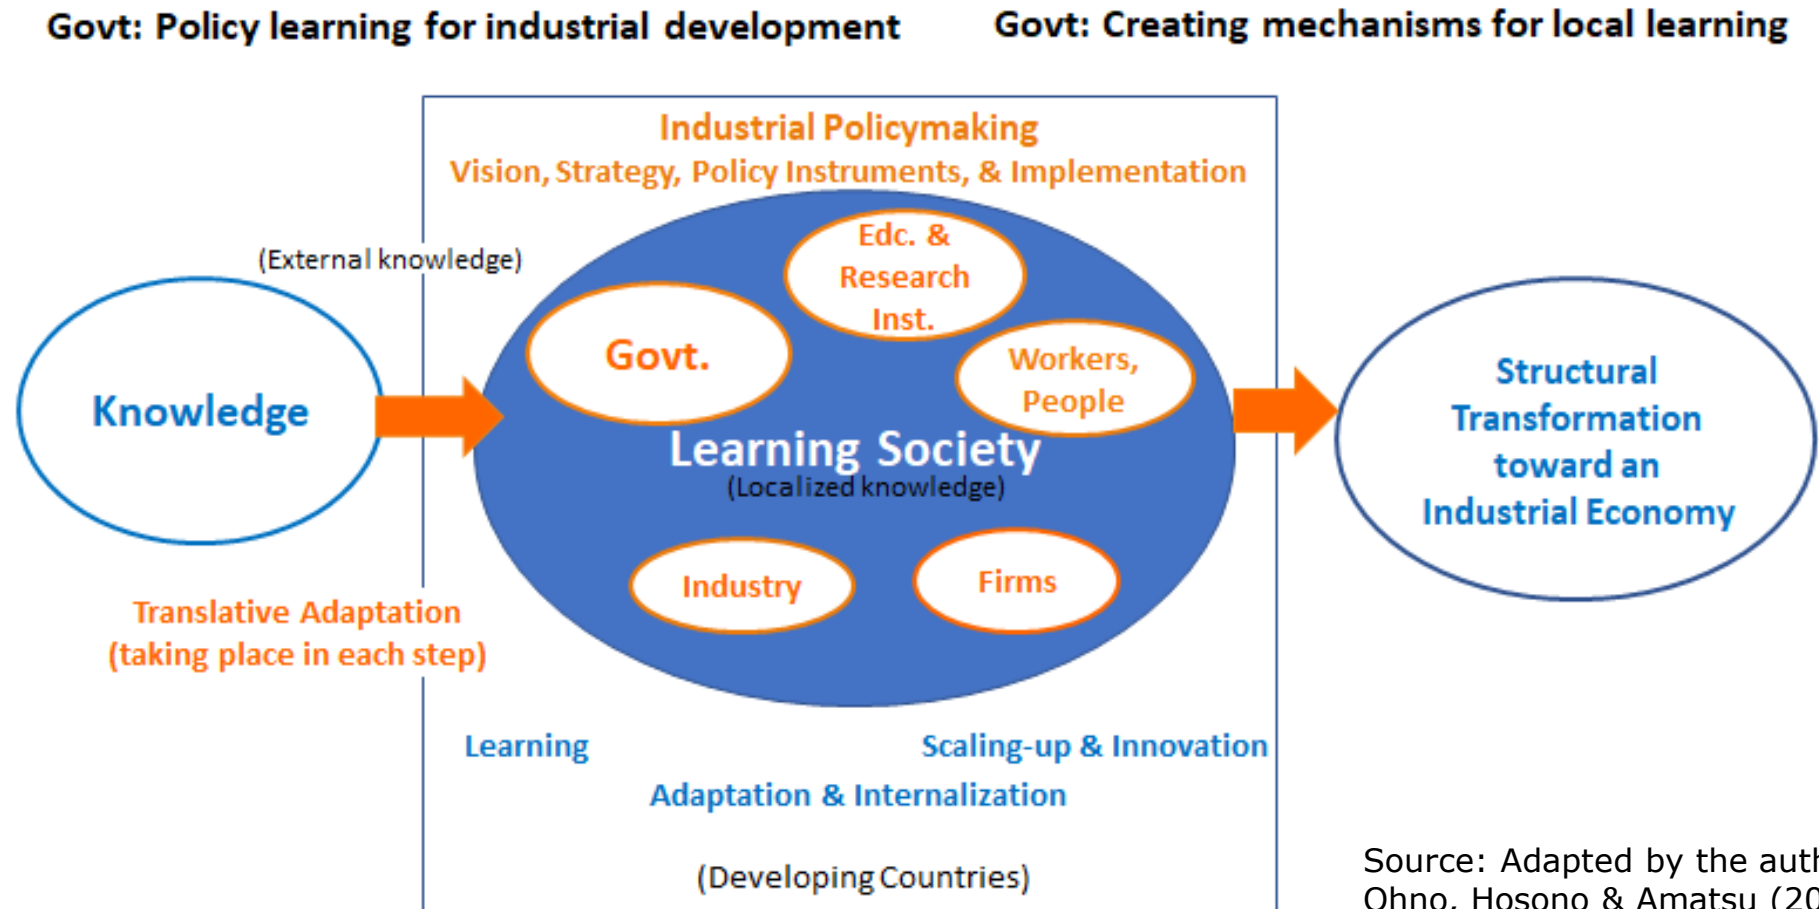 Govt: Policy learning for industrial development
Govt: Creating mechanisms for local learning
Industrial Policymaking
Vision, Strategy, Policy Instruments, & Implementation
(External knowledge)
Knowledge
Edc. &
Research
Inst.
Govt.
Workers,
People
Learning Society
(Localized knowledge)
Industry
Firms
Structural
Transformation
toward an
Industrial Economy
Translative Adaptation
(taking place in each step)
Learning
Scaling-up & Innovation
Adaptation & Internalization
(Developing Countries)
Source: Adapted by the
Ohno, Hosono & Amatsu